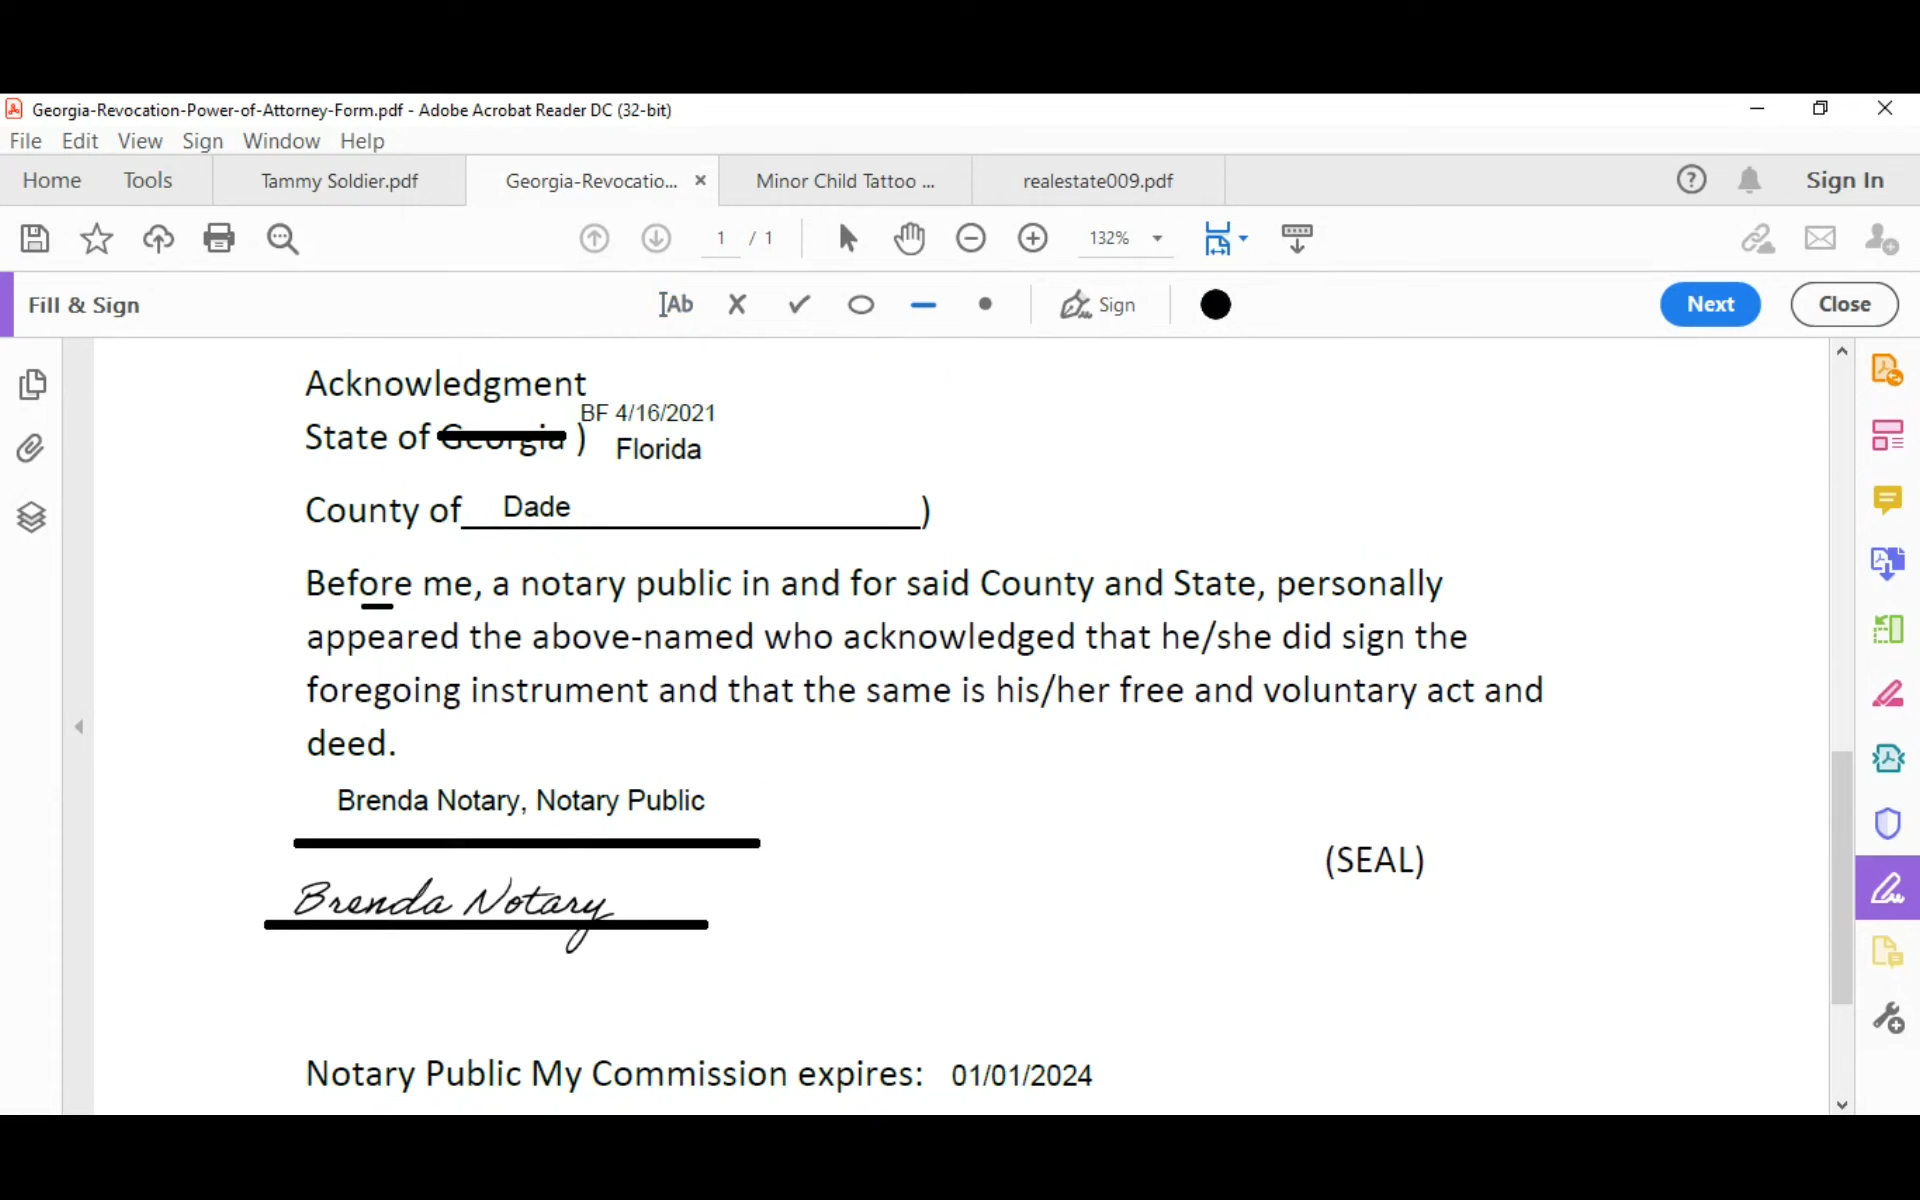 Georgia-Revocation-Power-of-Attorney-Form.pdf - Adobe Acrobat Reader DC (32-bit)
File Edit View Sign Window Help
Home Tools Tammy Soldier.pdf Georgia-Revocatio... × Minor Child Tattoo ... realestate009.pdf ? Sign In
1 / 1 132%
Fill & Sign Ab Sign Next Close
Acknowledgment
BF 4/16/2021
State of Georgia )
Florida
County of Dade )
Before me, a notary public in and for said County and State, personally
appeared the above-named who acknowledged that he/she did sign the
foregoing instrument and that the same is his/her free and voluntary act and
deed.
Brenda Notary, Notary Public
(SEAL)
Brenda Notary
Notary Public My Commission expires: 01/01/2024